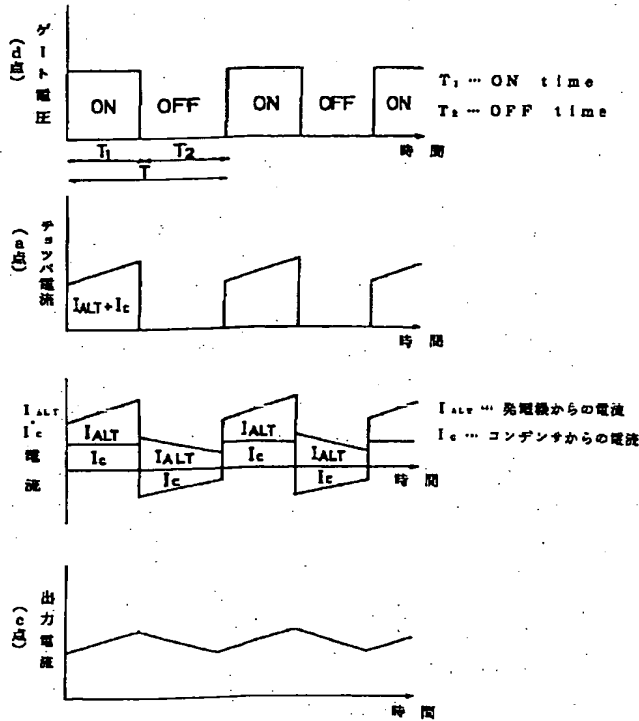 ゲート電圧
(d点)
ON OFF ON OFF ON
T₁ … ON time
T₂ … OFF time
時間
T₁ T₂
T
チョッパ電流
(a点)
I_ALT + I_c
時間
I_ALT
I_c
電流
I_ALT I_ALT I_ALT I_ALT
I_c I_c I_c I_c
I_ALT … 発電機からの電流
I_c … コンデンサからの電流
時間
出力電流
(c点)
時間